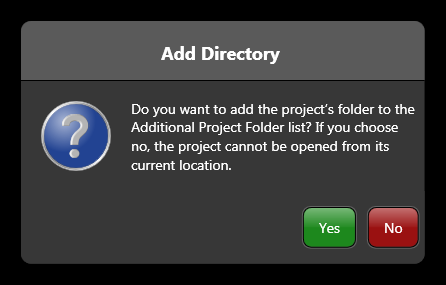 Add Directory
Do you want to add the project's folder to the
Additional Project Folder list? If you choose
no, the project cannot be opened from its
current location.
Yes No